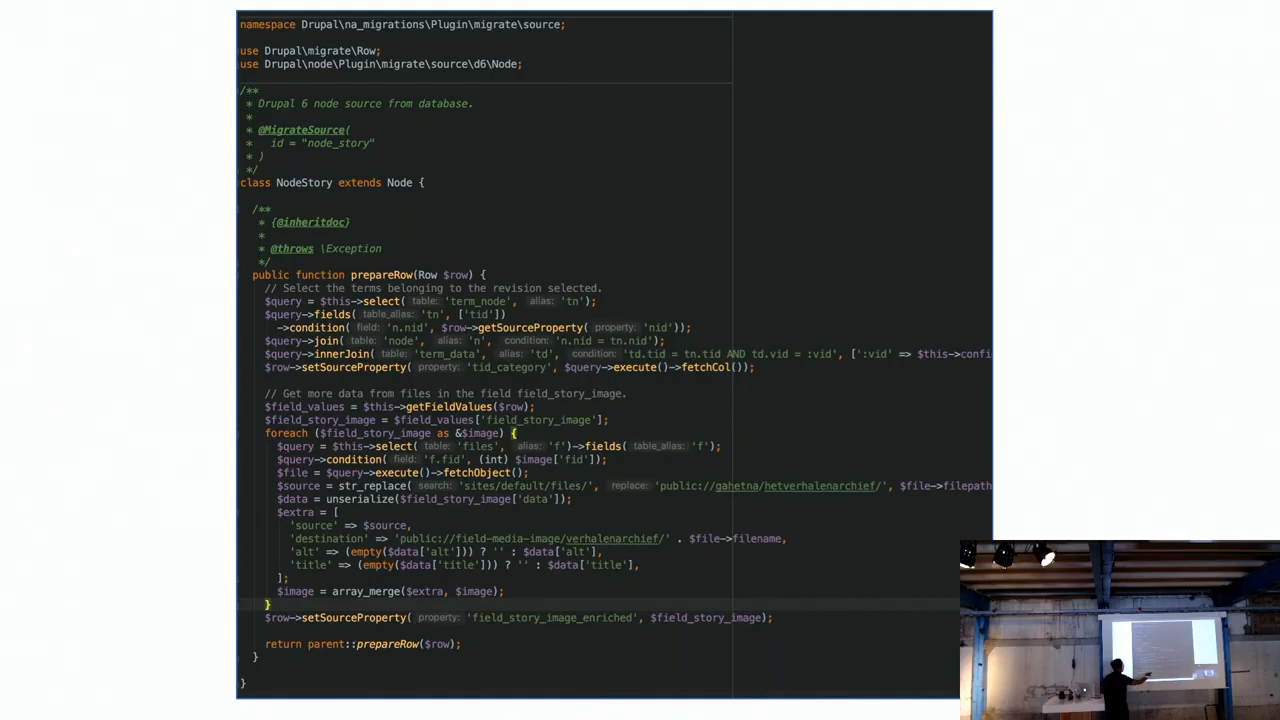 namespace Drupal\na_migrations\Plugin\migrate\source;
use Drupal\migrate\Row;
use Drupal\node\Plugin\migrate\source\d6\Node;
/**
 * Drupal 6 node source from database.
 *
 * @MigrateSource(
 *   id = "node_story"
 * )
 */
class NodeStory extends Node {
  /**
   * {@inheritdoc}
   *
   * @throws \Exception
   */
  public function prepareRow(Row $row) {
    // Select the terms belonging to the revision selected.
    $query = $this->select( table: 'term_node', alias: 'tn');
    $query->fields( table_alias: 'tn', ['tid'])
      ->condition( field: 'n.nid', $row->getSourceProperty( property: 'nid'));
    $query->join( table: 'node', alias: 'n', condition: 'n.nid = tn.nid');
    $query->innerJoin( table: 'term_data', alias: 'td', condition: 'td.tid = tn.tid AND td.vid = :vid', [':vid' => $this->confi
    $row->setSourceProperty( property: 'tid_category', $query->execute()->fetchCol());
    // Get more data from files in the field field_story_image.
    $field_values = $this->getFieldValues($row);
    $field_story_image = $field_values['field_story_image'];
    foreach ($field_story_image as &$image) {
      $query = $this->select( table: 'files', alias: 'f')->fields( table_alias: 'f');
      $query->condition( field: 'f.fid', (int) $image['fid']);
      $file = $query->execute()->fetchObject();
      $source = str_replace( search: 'sites/default/files/', replace: 'public://gahetna/hetverhalenarchief/', $file->filepath
      $data = unserialize($field_story_image['data']);
      $extra = [
        'source' => $source,
        'destination' => 'public://field-media-image/verhalenarchief/' . $file->filename,
        'alt' => (empty($data['alt'])) ? '' : $data['alt'],
        'title' => (empty($data['title'])) ? '' : $data['title'],
      ];
      $image = array_merge($extra, $image);
    }
    $row->setSourceProperty( property: 'field_story_image_enriched', $field_story_image);
    return parent::prepareRow($row);
  }
}